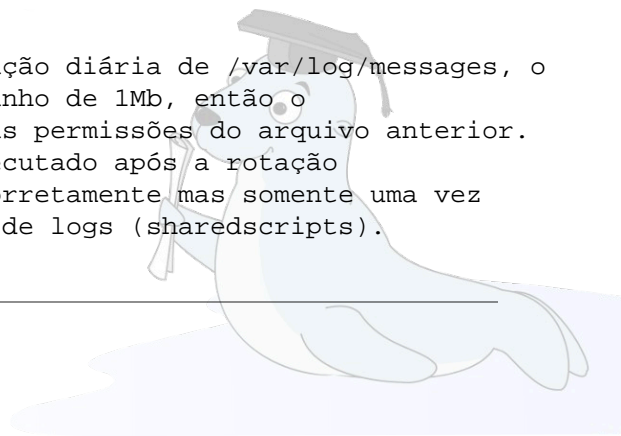 ção diária de /var/log/messages, o
nho de 1Mb, então o
s permissões do arquivo anterior.
cutado após a rotação
rretamente mas somente uma vez
de logs (sharedscripts).